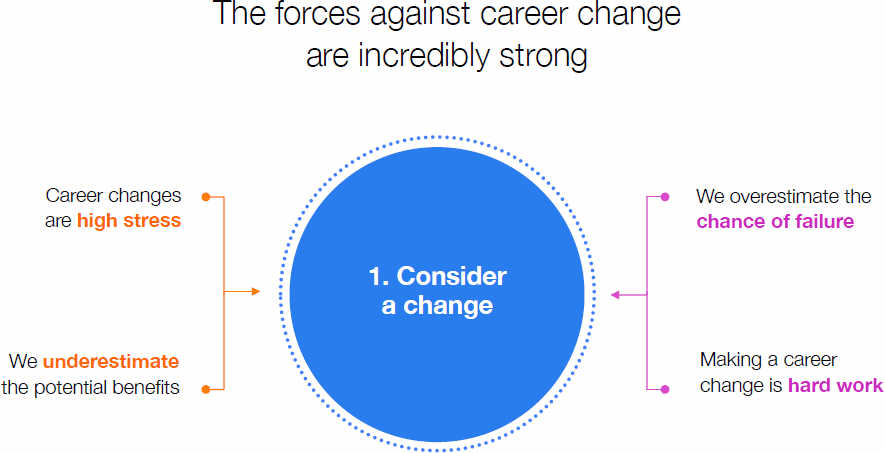 The forces against career change
are incredibly strong
Career changes
are high stress
We underestimate
the potential benefits
1. Consider
a change
We overestimate the
chance of failure
Making a career
change is hard work